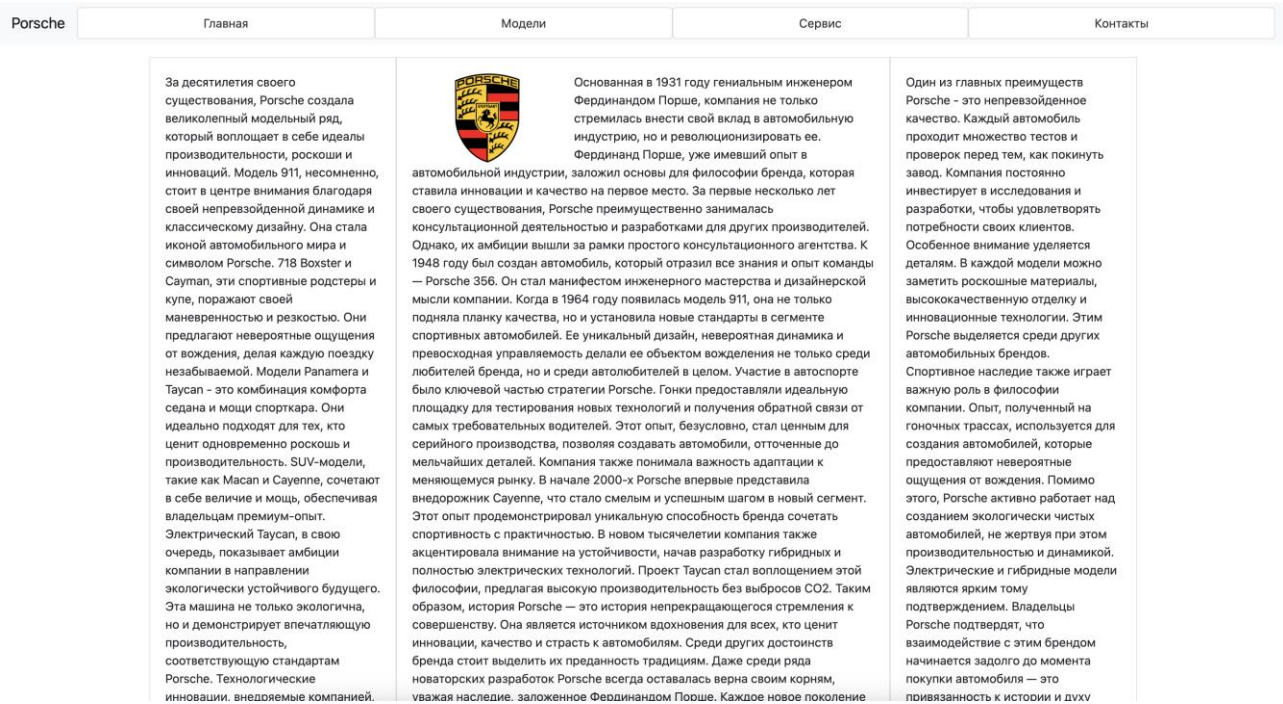 Porsche
Главная
Модели
Сервис
Контакты
За десятилетия своего
существования, Porsche создала
великолепный модельный ряд,
который воплощает в себе идеалы
производительности, роскоши и
инноваций. Модель 911, несомненно,
стоит в центре внимания благодаря
своей непревзойденной динамике и
классическому дизайну. Она стала
иконой автомобильного мира и
символом Porsche. 718 Boxster и
Cayman, эти спортивные родстеры и
купе, поражают своей
маневренностью и резкостью. Они
предлагают невероятные ощущения
от вождения, делая каждую поездку
незабываемой. Модели Panamera и
Taycan - это комбинация комфорта
седана и мощи спорткара. Они
идеально подходят для тех, кто
ценит одновременно роскошь и
производительность. SUV-модели,
такие как Macan и Cayenne, сочетают
в себе величие и мощь, обеспечивая
владельцам премиум-опыт.
Электрический Taycan, в свою
очередь, показывает амбиции
компании в направлении
экологически устойчивого будущего.
Эта машина не только экологична,
но и демонстрирует впечатляющую
производительность,
соответствующую стандартам
Porsche. Технологические
инновации, внедряемые компанией,
PORSCHE
STUTTGART
Основанная в 1931 году гениальным инженером
Фердинандом Порше, компания не только
стремилась внести свой вклад в автомобильную
индустрию, но и революционизировать ее.
Фердинанд Порше, уже имевший опыт в
автомобильной индустрии, заложил основы для философии бренда, которая
ставила инновации и качество на первое место. За первые несколько лет
своего существования, Porsche преимущественно занималась
консультационной деятельностью и разработками для других производителей.
Однако, их амбиции вышли за рамки простого консультационного агентства. К
1948 году был создан автомобиль, который отразил все знания и опыт команды
— Porsche 356. Он стал манифестом инженерного мастерства и дизайнерской
мысли компании. Когда в 1964 году появилась модель 911, она не только
подняла планку качества, но и установила новые стандарты в сегменте
спортивных автомобилей. Ее уникальный дизайн, невероятная динамика и
превосходная управляемость делали ее объектом вожделения не только среди
любителей бренда, но и среди автолюбителей в целом. Участие в автоспорте
было ключевой частью стратегии Porsche. Гонки предоставляли идеальную
площадку для тестирования новых технологий и получения обратной связи от
самых требовательных водителей. Этот опыт, безусловно, стал ценным для
серийного производства, позволяя создавать автомобили, отточенные до
мельчайших деталей. Компания также понимала важность адаптации к
меняющемуся рынку. В начале 2000-х Porsche впервые представила
внедорожник Cayenne, что стало смелым и успешным шагом в новый сегмент.
Этот опыт продемонстрировал уникальную способность бренда сочетать
спортивность с практичностью. В новом тысячелетии компания также
акцентировала внимание на устойчивости, начав разработку гибридных и
полностью электрических технологий. Проект Taycan стал воплощением этой
философии, предлагая высокую производительность без выбросов CO2. Таким
образом, история Porsche — это история непрекращающегося стремления к
совершенству. Она является источником вдохновения для всех, кто ценит
инновации, качество и страсть к автомобилям. Среди других достоинств
бренда стоит выделить их преданность традициям. Даже среди ряда
новаторских разработок Porsche всегда оставалась верна своим корням,
уважая наследие, заложенное Фердинандом Порше. Каждое новое поколение
Один из главных преимуществ
Porsche - это непревзойденное
качество. Каждый автомобиль
проходит множество тестов и
проверок перед тем, как покинуть
завод. Компания постоянно
инвестирует в исследования и
разработки, чтобы удовлетворять
потребности своих клиентов.
Особенное внимание уделяется
деталям. В каждой модели можно
заметить роскошные материалы,
высококачественную отделку и
инновационные технологии. Этим
Porsche выделяется среди других
автомобильных брендов.
Спортивное наследие также играет
важную роль в философии
компании. Опыт, полученный на
гоночных трассах, используется для
создания автомобилей, которые
предоставляют невероятные
ощущения от вождения. Помимо
этого, Porsche активно работает над
созданием экологически чистых
автомобилей, не жертвуя при этом
производительностью и динамикой.
Электрические и гибридные модели
являются ярким тому
подтверждением. Владельцы
Porsche подтвердят, что
взаимодействие с этим брендом
начинается задолго до момента
покупки автомобиля — это
привязанность к истории и духу